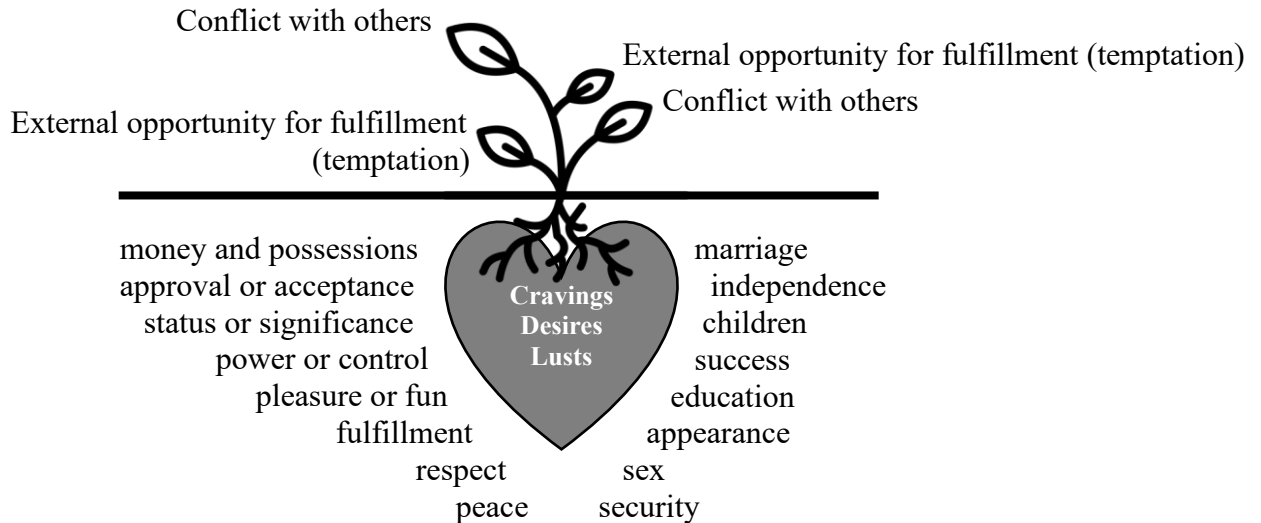 Conflict with others
External opportunity for fulfillment (temptation)
Conflict with others
External opportunity for fulfillment
(temptation)
money and possessions
approval or acceptance
status or significance
power or control
pleasure or fun
fulfillment
respect
peace
Cravings
Desires
Lusts
marriage
independence
children
success
education
appearance
sex
security